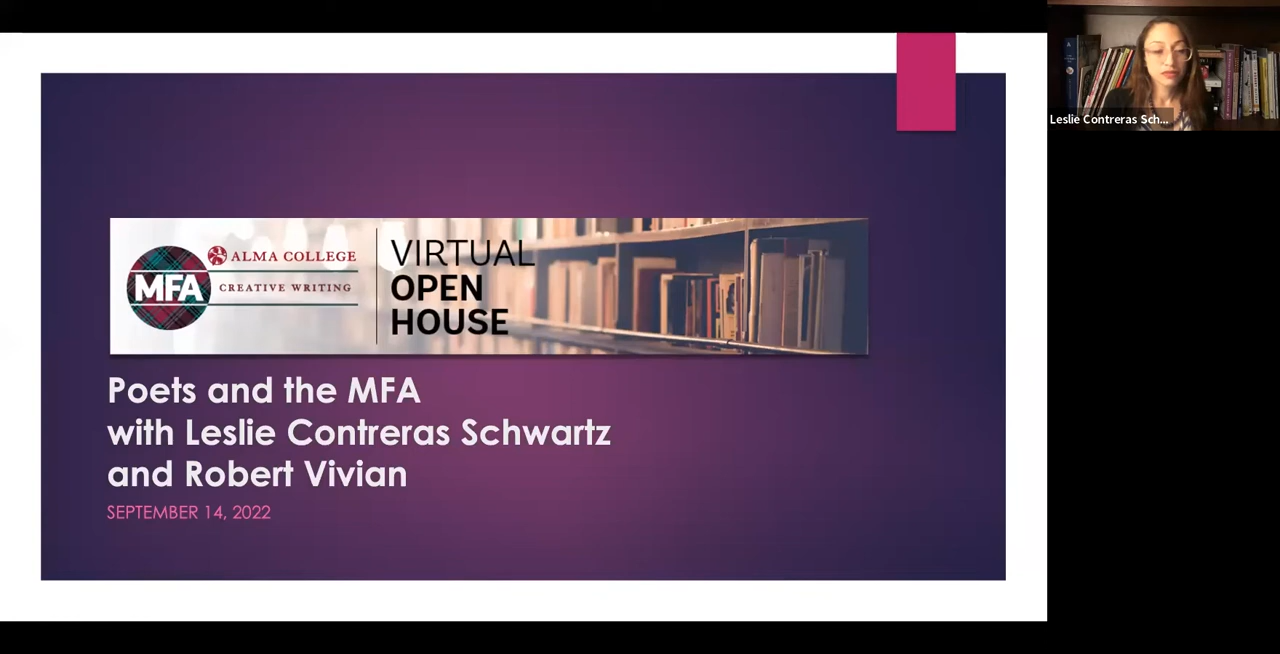 MFA
ALMA COLLEGE
CREATIVE WRITING
VIRTUAL
OPEN
HOUSE
Poets and the MFA
with Leslie Contreras Schwartz
and Robert Vivian
SEPTEMBER 14, 2022
Leslie Contreras Sch...